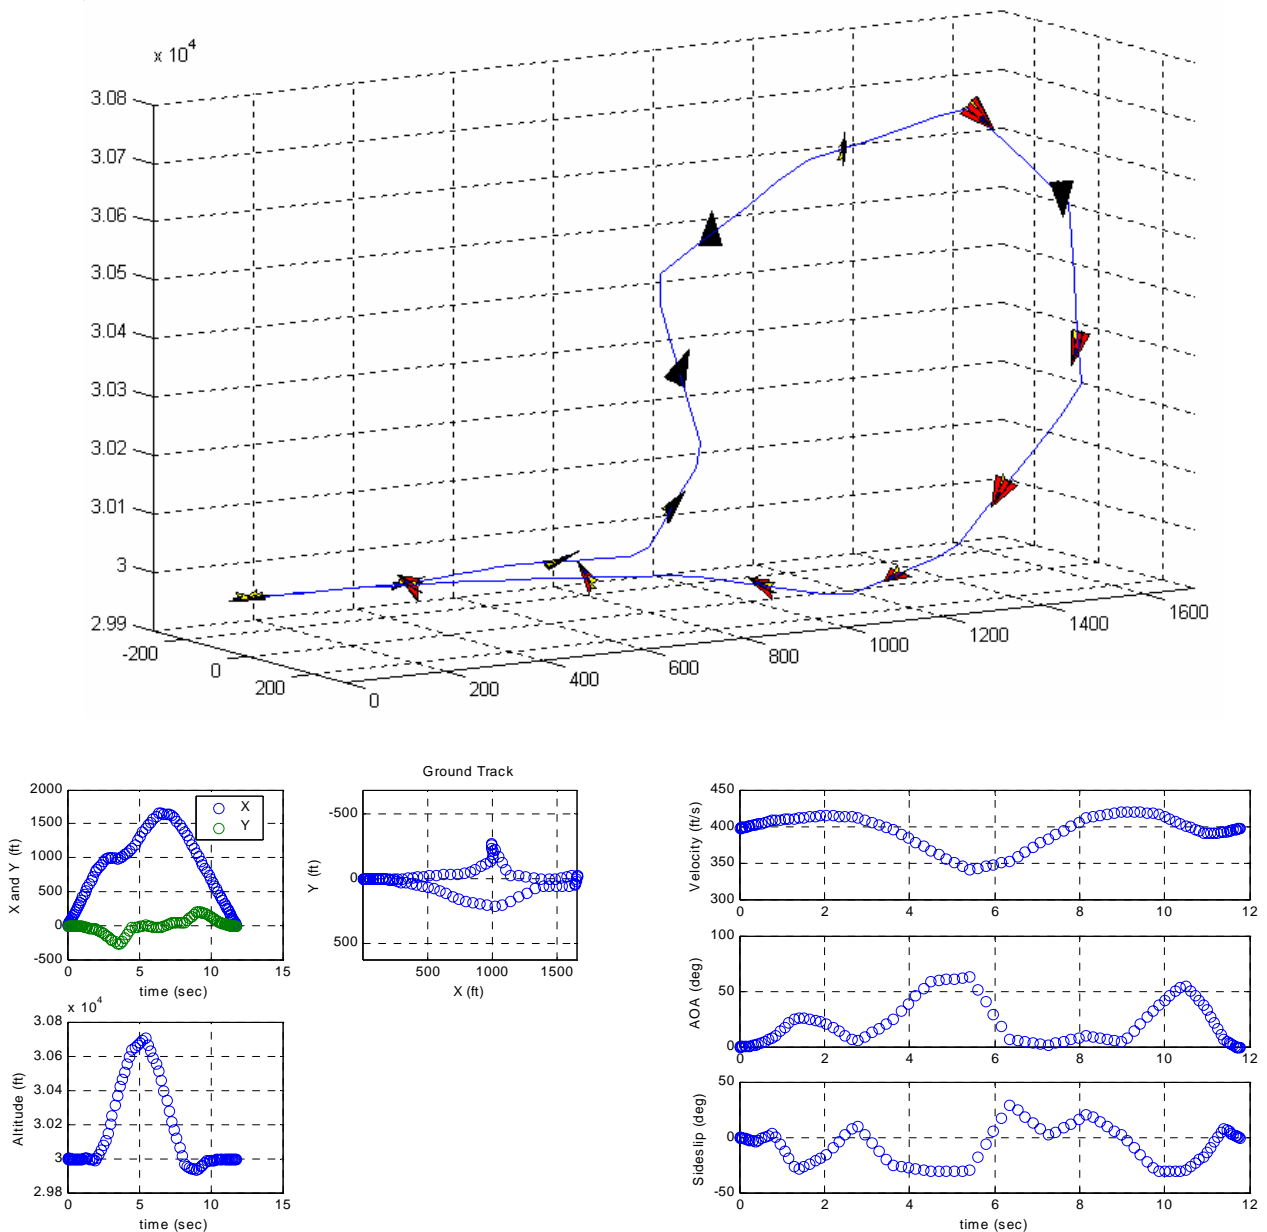 x 10^4
3.08
3.07
3.06
3.05
3.04
3.03
3.02
3.01
3
2.99
-200
0
200
0
200
400
600
800
1000
1200
1400
1600
2000
1500
1000
500
0
-500
X
Y
X and Y (ft)
0 5 10 15
time (sec)
Ground Track
-500
0
500
Y (ft)
500 1000 1500
X (ft)
450
400
350
300
Velocity (ft/s)
0 2 4 6 8 10 12
100
50
0
AOA (deg)
0 2 4 6 8 10 12
x 10^4
3.08
3.06
3.04
3.02
3
2.98
Altitude (ft)
0 5 10 15
time (sec)
50
0
-50
Sideslip (deg)
0 2 4 6 8 10 12
time (sec)